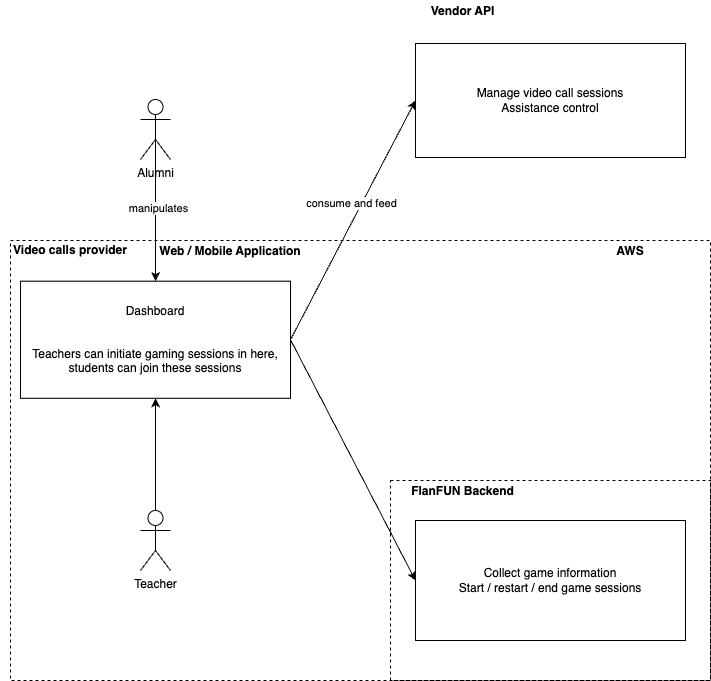 Vendor API
Manage video call sessions
Assistance control
Alumni
manipulates
consume and feed
Video calls provider
Web / Mobile Application
AWS
Dashboard
Teachers can initiate gaming sessions in here,
students can join these sessions
FlanFUN Backend
Collect game information
Start / restart / end game sessions
Teacher